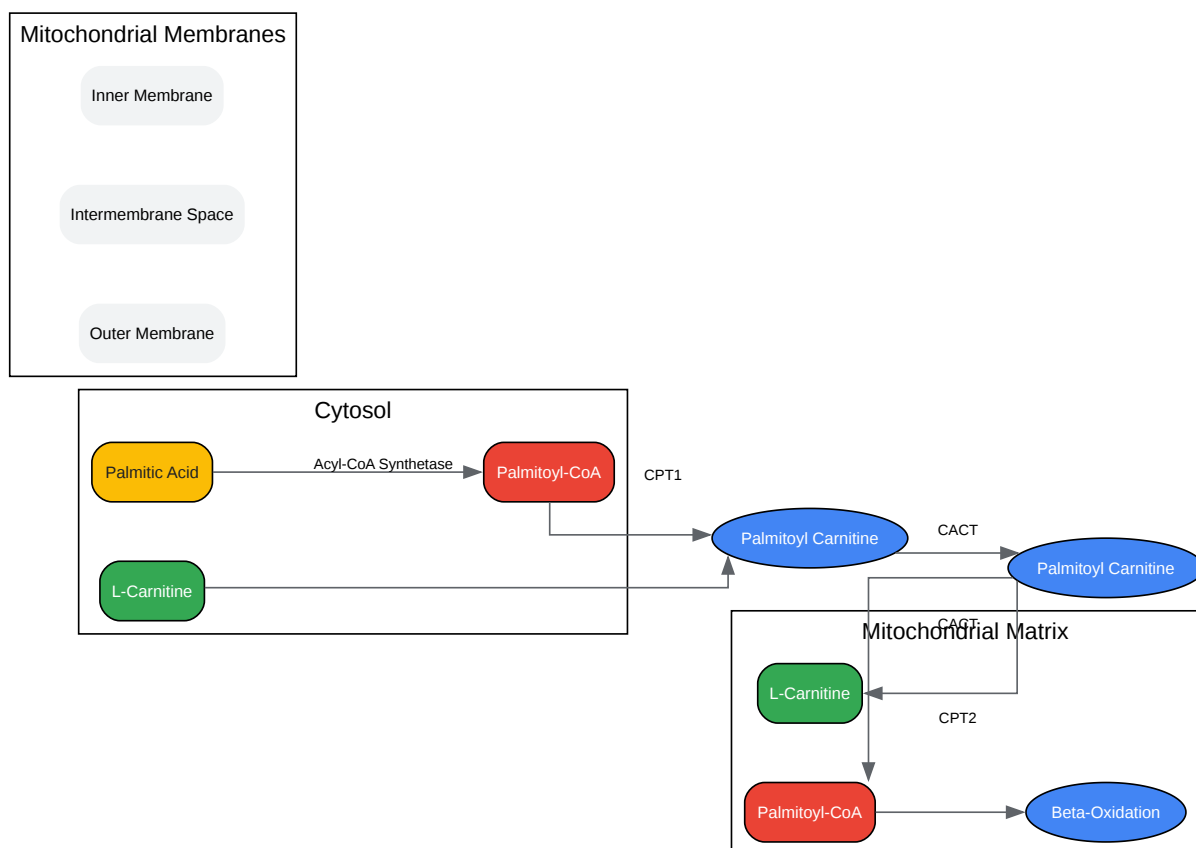 Mitochondrial Membranes
Inner Membrane
Intermembrane Space
Outer Membrane
Cytosol
Palmitic Acid
Acyl-CoA Synthetase
Palmitoyl-CoA
CPT1
L-Carnitine
Palmitoyl Carnitine
CACT
Palmitoyl Carnitine
CACT
Mitochondrial Matrix
L-Carnitine
CPT2
Palmitoyl-CoA
Beta-Oxidation